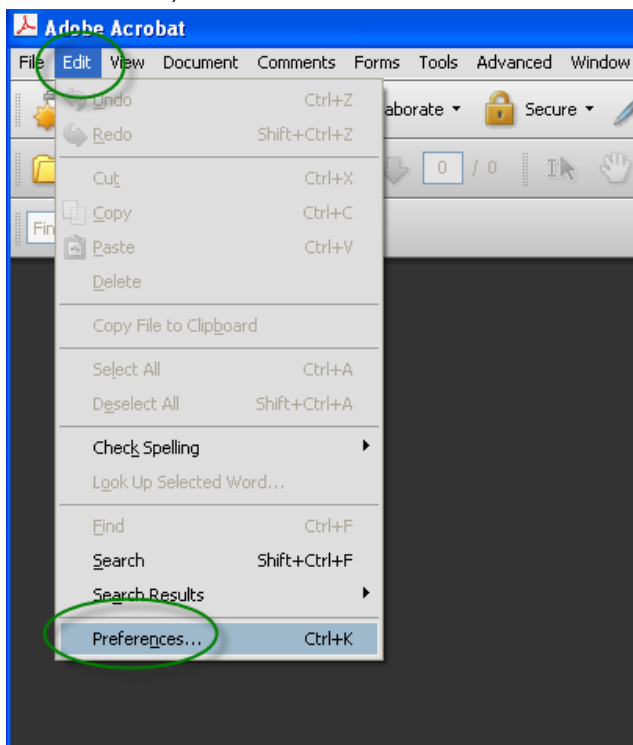 Adobe Acrobat
File Edit View Document Comments Forms Tools Advanced Window
Undo Ctrl+Z
aborate Secure
Redo Shift+Ctrl+Z
Cut Ctrl+X
0 / 0
Copy Ctrl+C
Fin
Paste Ctrl+V
Delete
Copy File to Clipboard
Select All Ctrl+A
Deselect All Shift+Ctrl+A
Check Spelling
Look Up Selected Word...
Find Ctrl+F
Search Shift+Ctrl+F
Search Results
Preferences... Ctrl+K